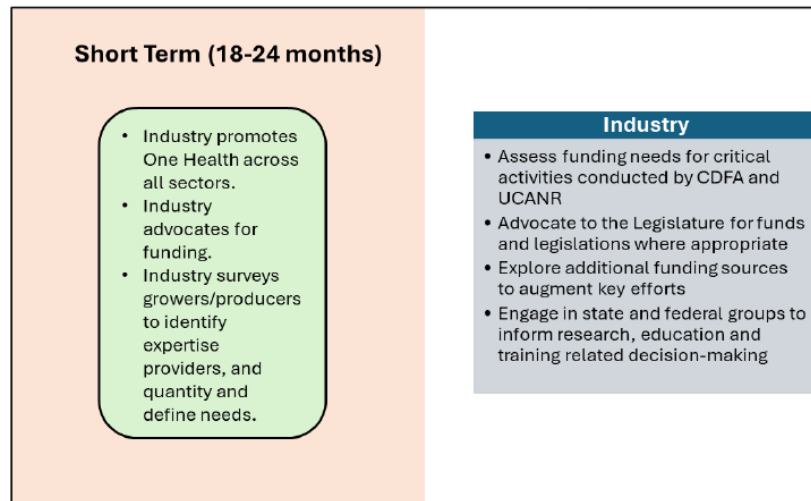 Short Term (18-24 months)
• Industry promotes
One Health across
all sectors.
• Industry
advocates for
funding.
• Industry surveys
growers/producers
to identify
expertise
providers, and
quantity and
define needs.
Industry
• Assess funding needs for critical
activities conducted by CDFA and
UCANR
• Advocate to the Legislature for funds
and legislations where appropriate
• Explore additional funding sources
to augment key efforts
• Engage in state and federal groups to
inform research, education and
training related decision-making